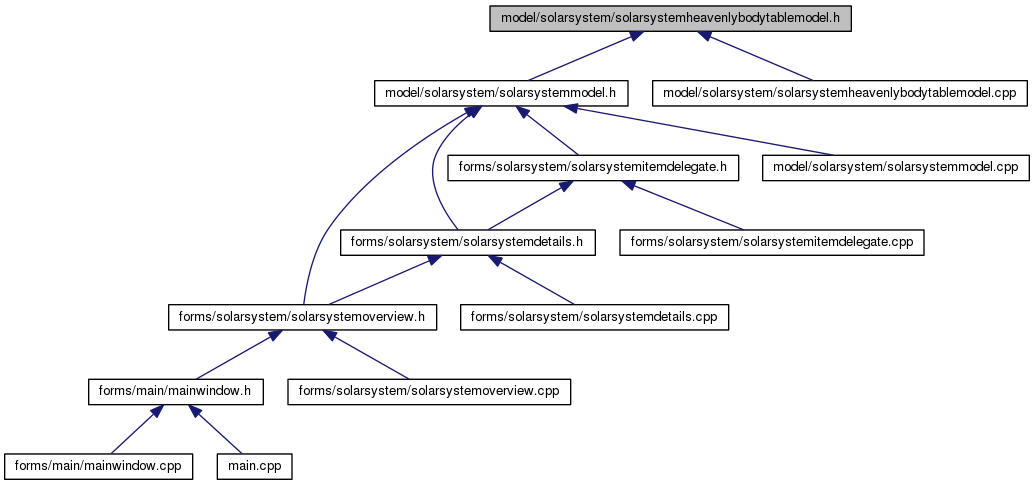 model/solarsystem/solarsystemheavenlybodytablemodel.h
model/solarsystem/solarsystemmodel.h
model/solarsystem/solarsystemheavenlybodytablemodel.cpp
forms/solarsystem/solarsystemitemdelegate.h
model/solarsystem/solarsystemmodel.cpp
forms/solarsystem/solarsystemdetails.h
forms/solarsystem/solarsystemitemdelegate.cpp
forms/solarsystem/solarsystemoverview.h
forms/solarsystem/solarsystemdetails.cpp
forms/main/mainwindow.h
forms/solarsystem/solarsystemoverview.cpp
forms/main/mainwindow.cpp
main.cpp